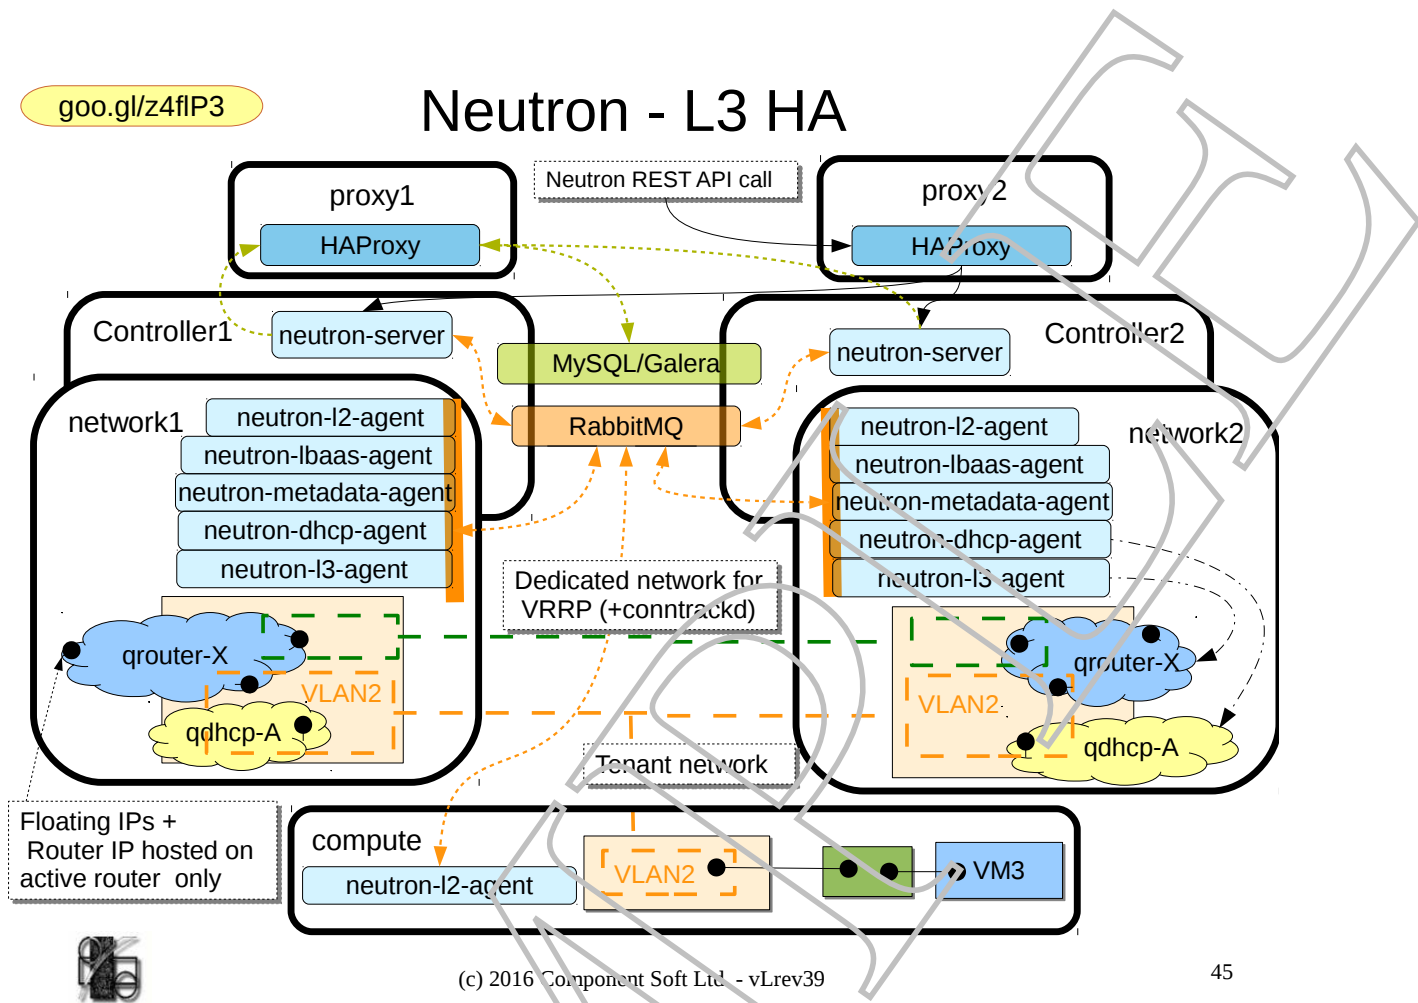 goo.gl/z4flP3
Neutron - L3 HA
proxy1
HAProxy
Neutron REST API call
proxy2
HAProxy
Controller1
neutron-server
MySQL/Galera
Controller2
neutron-server
RabbitMQ
network1
neutron-l2-agent
neutron-lbaas-agent
neutron-metadata-agent
neutron-dhcp-agent
neutron-l3-agent
network2
neutron-l2-agent
neutron-lbaas-agent
neutron-metadata-agent
neutron-dhcp-agent
neutron-l3-agent
Dedicated network for
VRRP (+conntrackd)
qrouter-X
VLAN2
qdhcp-A
qrouter-X
VLAN2
qdhcp-A
Tenant network
Floating IPs +
Router IP hosted on
active router only
compute
neutron-l2-agent
VLAN2
VM3
(c) 2016 Component Soft Ltd. - vLrev39
45